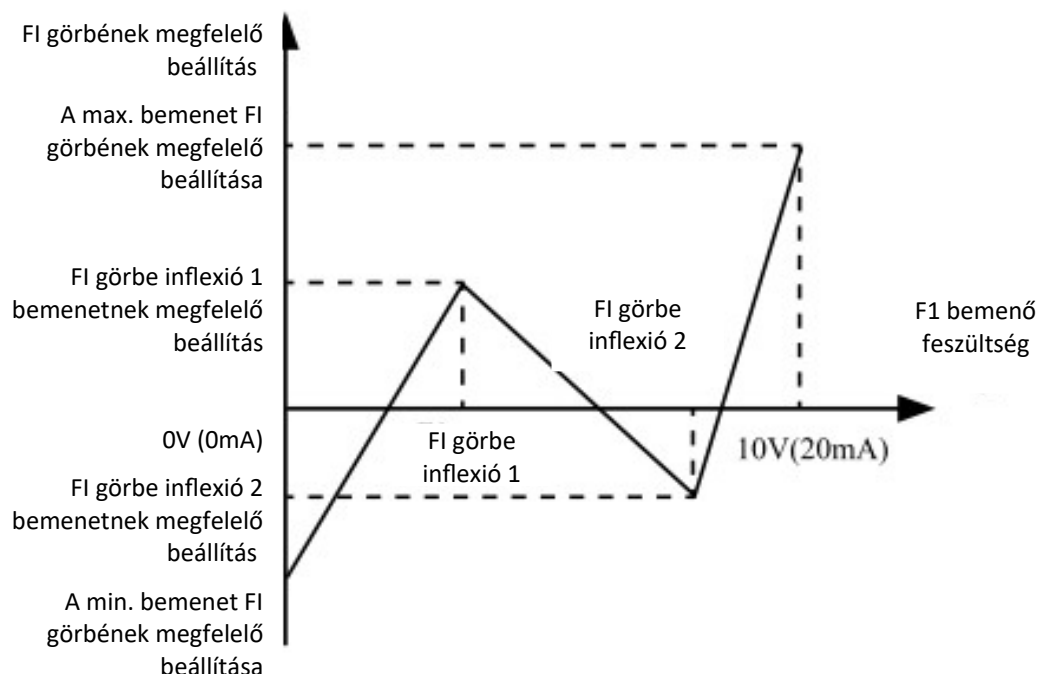 FI görbének megfelelő
beállítás
A max. bemenet FI
görbének megfelelő
beállítása
FI görbe inflexió 1
bemenetnek megfelelő
beállítás
FI görbe
inflexió 2
F1 bemenő
feszültség
0V (0mA)
FI görbe
inflexió 1
10V(20mA)
FI görbe inflexió 2
bemenetnek megfelelő
beállítás
A min. bemenet FI
görbének megfelelő
beállítása